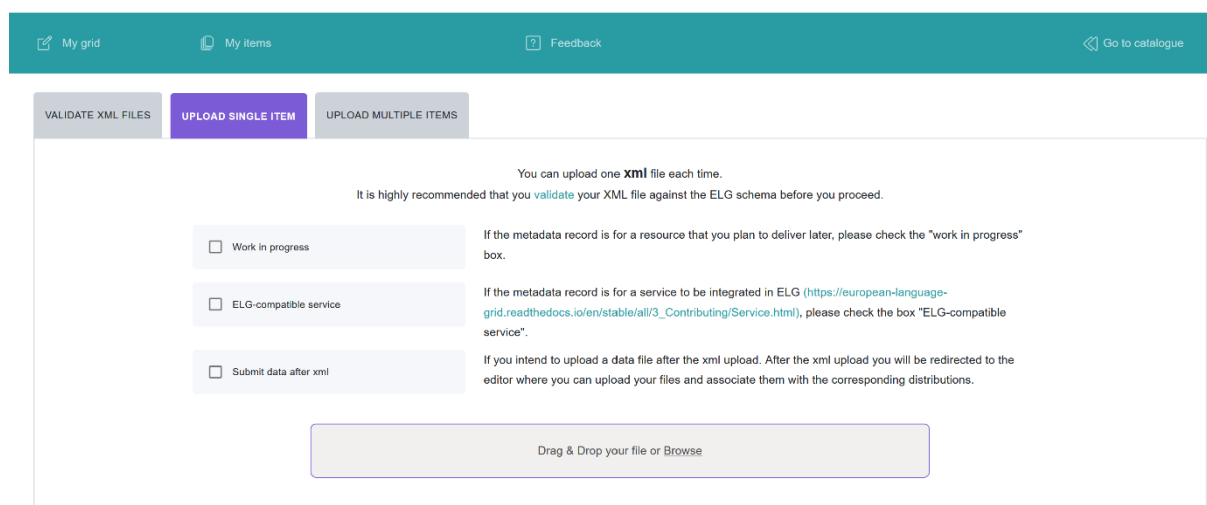 My grid
My items
Feedback
Go to catalogue
VALIDATE XML FILES
UPLOAD SINGLE ITEM
UPLOAD MULTIPLE ITEMS
You can upload one xml file each time.
It is highly recommended that you validate your XML file against the ELG schema before you proceed.
Work in progress
If the metadata record is for a resource that you plan to deliver later, please check the "work in progress"
box.
ELG-compatible service
If the metadata record is for a service to be integrated in ELG (https://european-language-
grid.readthedocs.io/en/stable/all/3_Contributing/Service.html), please check the box "ELG-compatible
service".
Submit data after xml
If you intend to upload a data file after the xml upload. After the xml upload you will be redirected to the
editor where you can upload your files and associate them with the corresponding distributions.
Drag & Drop your file or Browse